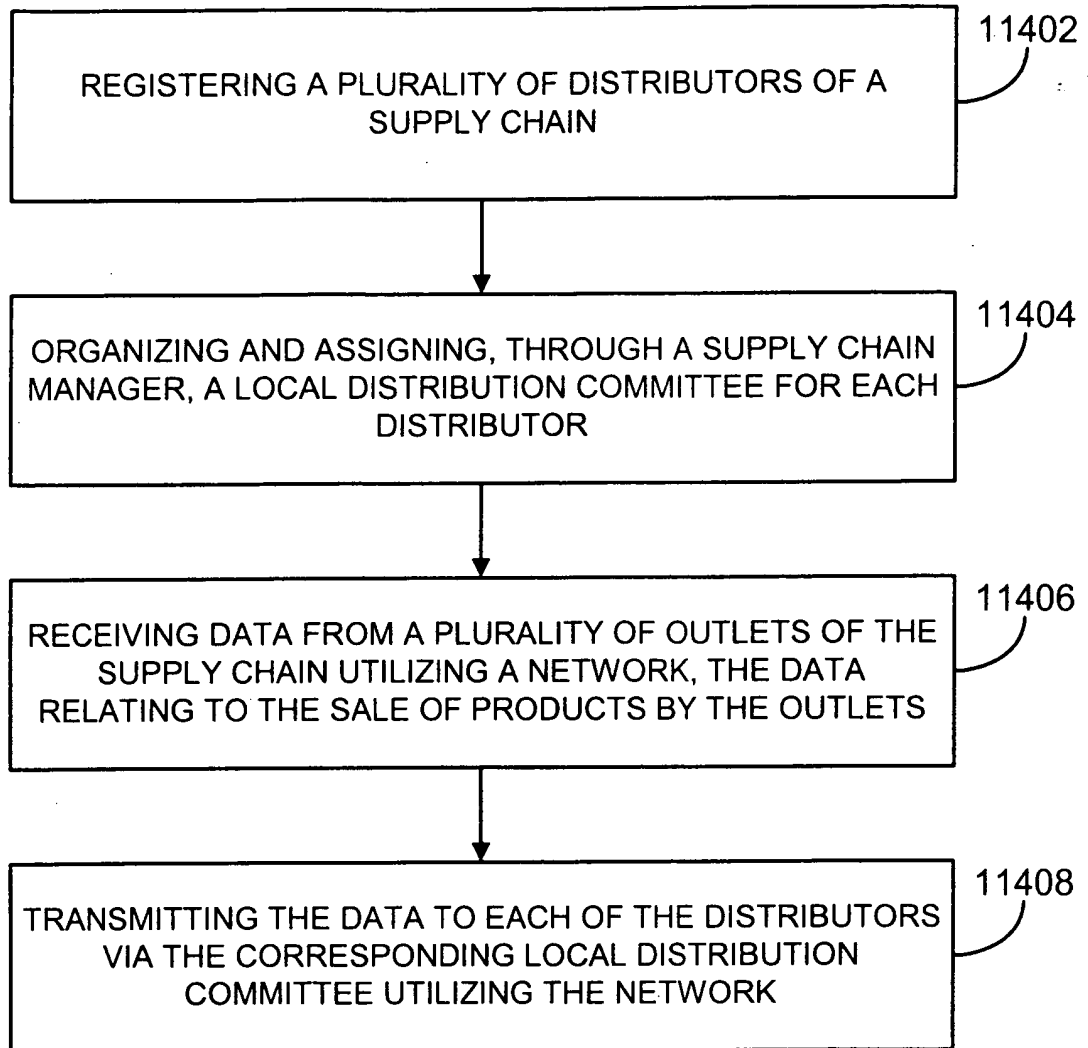 11402
REGISTERING A PLURALITY OF DISTRIBUTORS OF A
SUPPLY CHAIN
11404
ORGANIZING AND ASSIGNING, THROUGH A SUPPLY CHAIN
MANAGER, A LOCAL DISTRIBUTION COMMITTEE FOR EACH
DISTRIBUTOR
11406
RECEIVING DATA FROM A PLURALITY OF OUTLETS OF THE
SUPPLY CHAIN UTILIZING A NETWORK, THE DATA
RELATING TO THE SALE OF PRODUCTS BY THE OUTLETS
11408
TRANSMITTING THE DATA TO EACH OF THE DISTRIBUTORS
VIA THE CORRESPONDING LOCAL DISTRIBUTION
COMMITTEE UTILIZING THE NETWORK